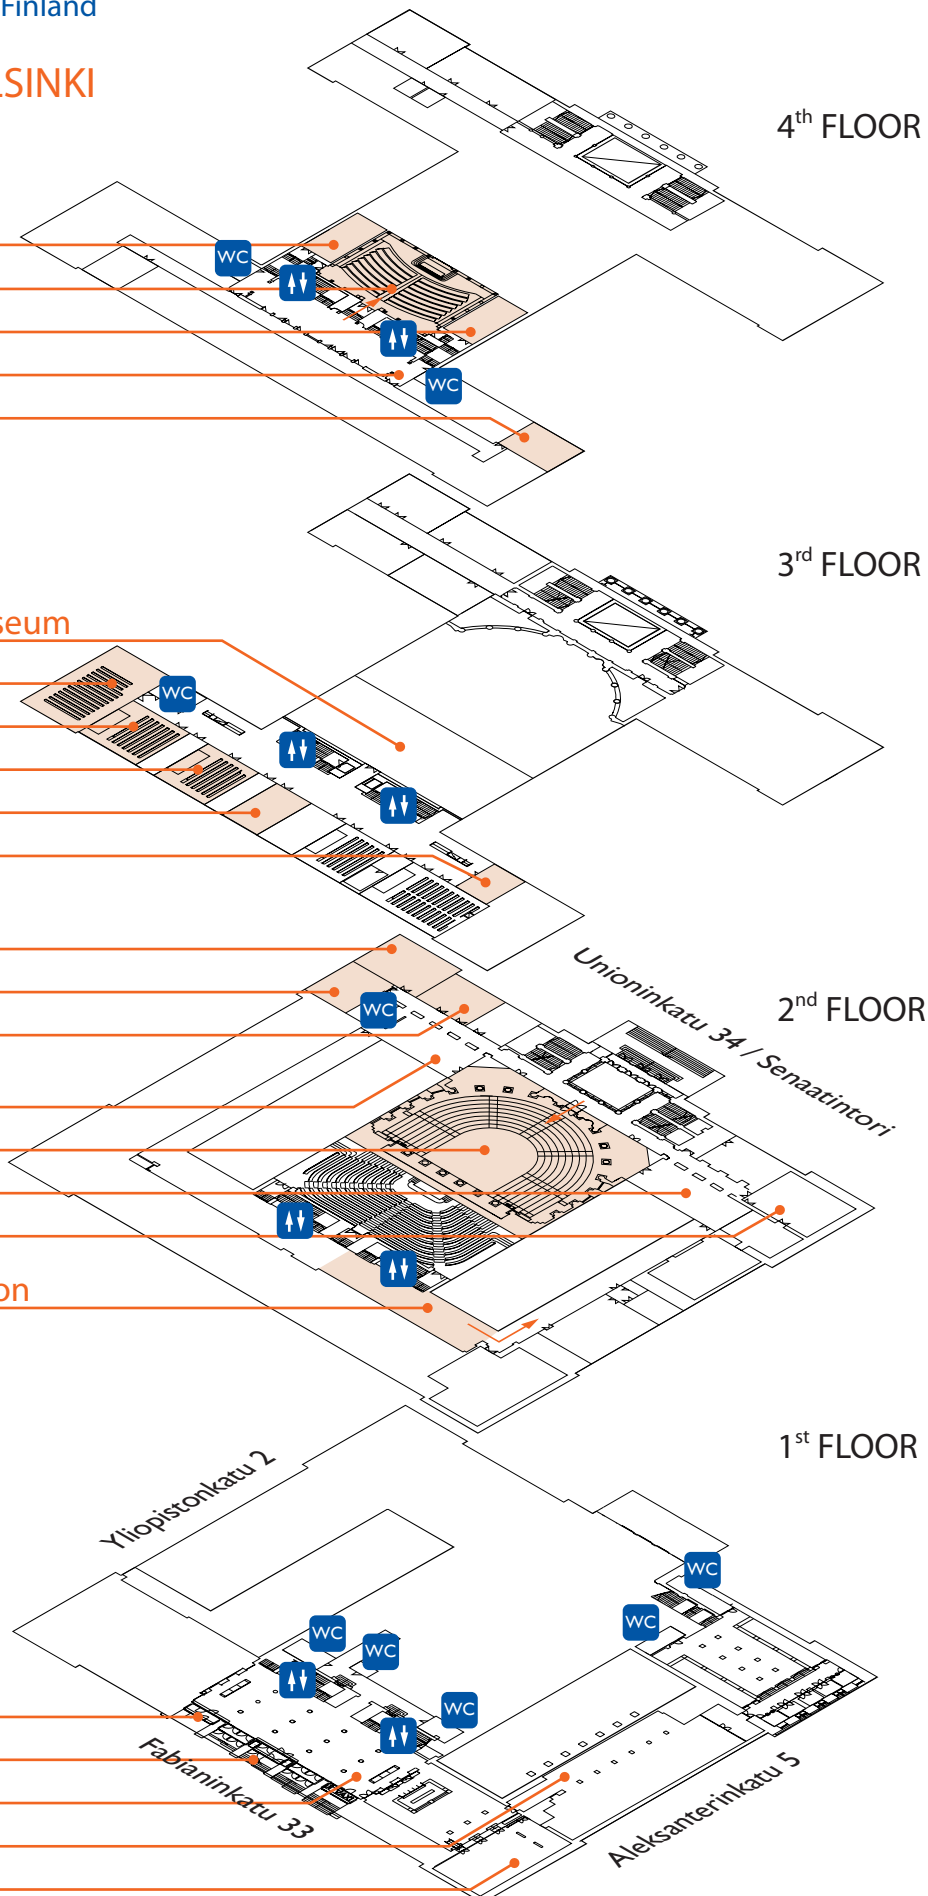 Finland
LSINKI
4th FLOOR
WC
WC
3rd FLOOR
seum
WC
Unioninkatu 34 / Senaatintori
2nd FLOOR
WC
on
1st FLOOR
Yliopistonkatu 2
WC
WC
WC
WC
WC
Fabianinkatu 33
Aleksanterinkatu 5